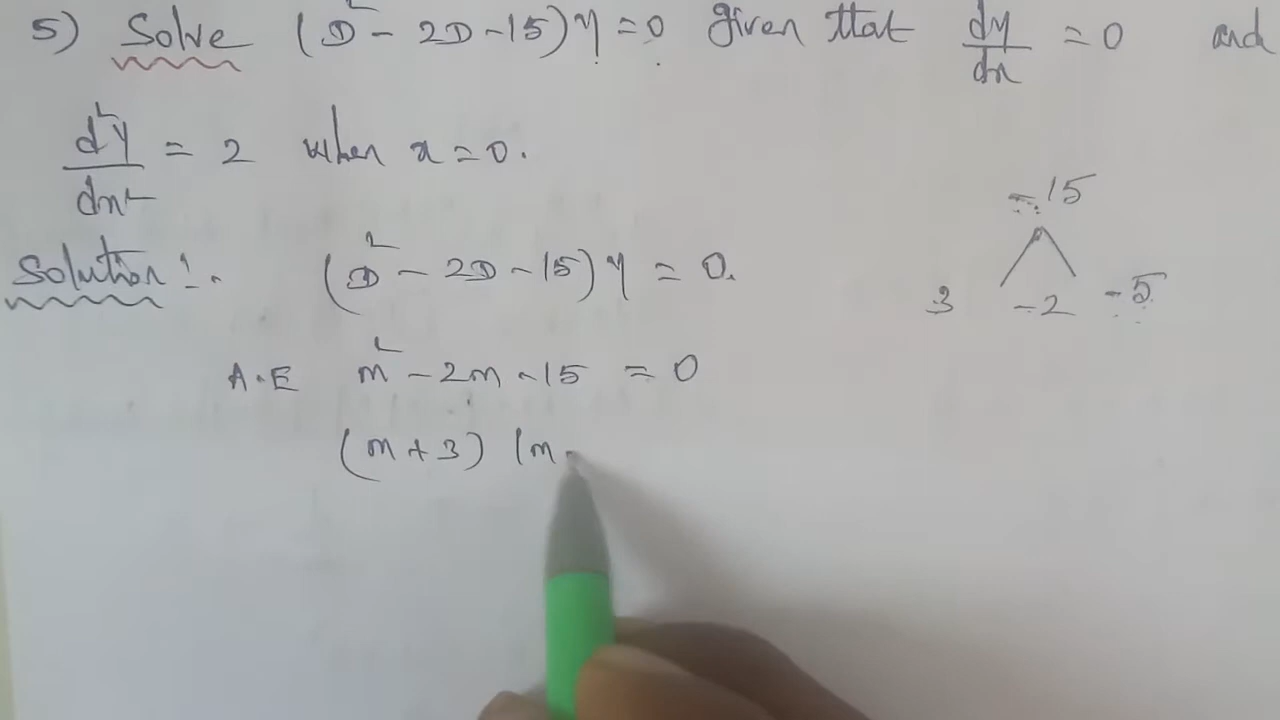 5) Solve (D² - 2D - 15)y = 0 given that dy/dx = 0 and
d²y/dx² = 2 when x = 0.
-15
Solution:. (D² - 2D - 15)y = 0.
3 -2 -5
A.E m² - 2m - 15 = 0
(m + 3) (m -